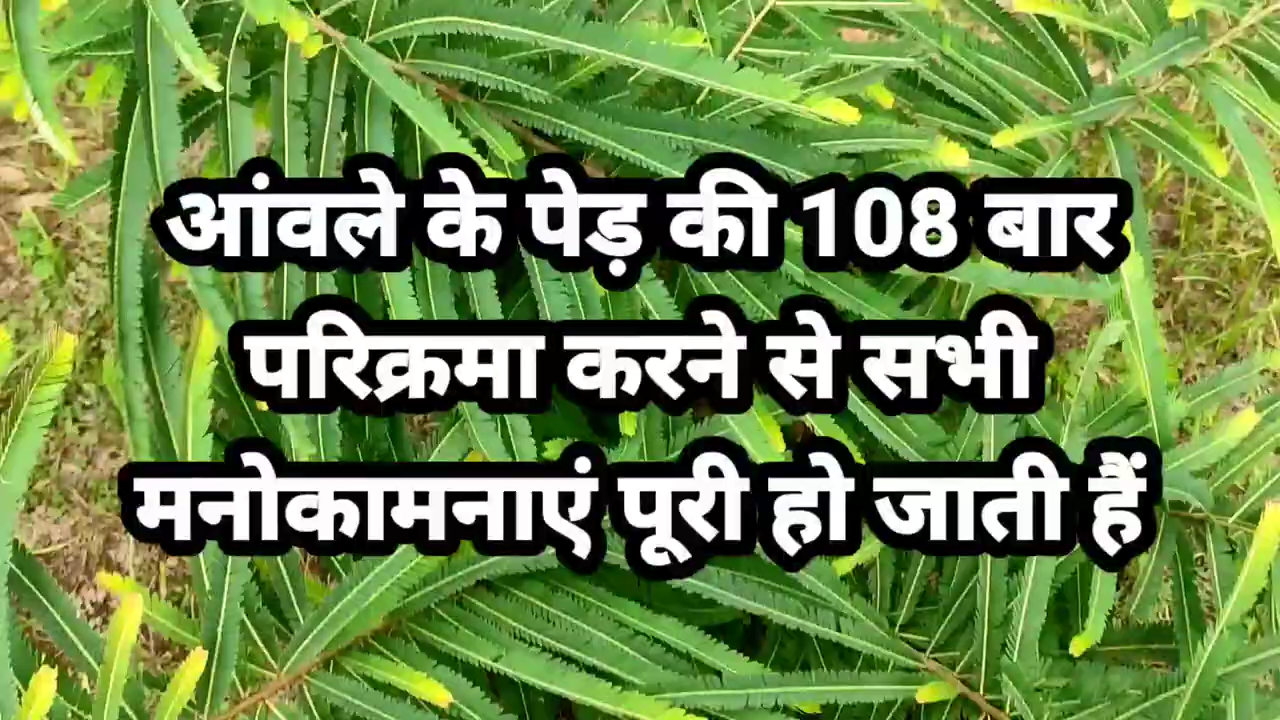 आंवले के पेड़ की 108 बार
परिक्रमा करने से सभी
मनोकामनाएं पूरी हो जाती हैं